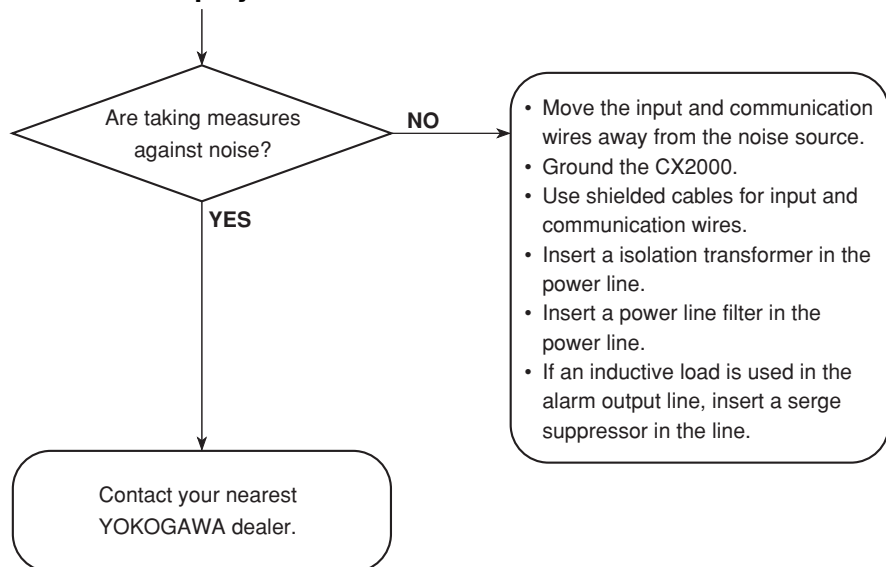 Are taking measures
against noise?
NO
YES
• Move the input and communication
wires away from the noise source.
• Ground the CX2000.
• Use shielded cables for input and
communication wires.
• Insert a isolation transformer in the
power line.
• Insert a power line filter in the
power line.
• If an inductive load is used in the
alarm output line, insert a serge
suppressor in the line.
Contact your nearest
YOKOGAWA dealer.